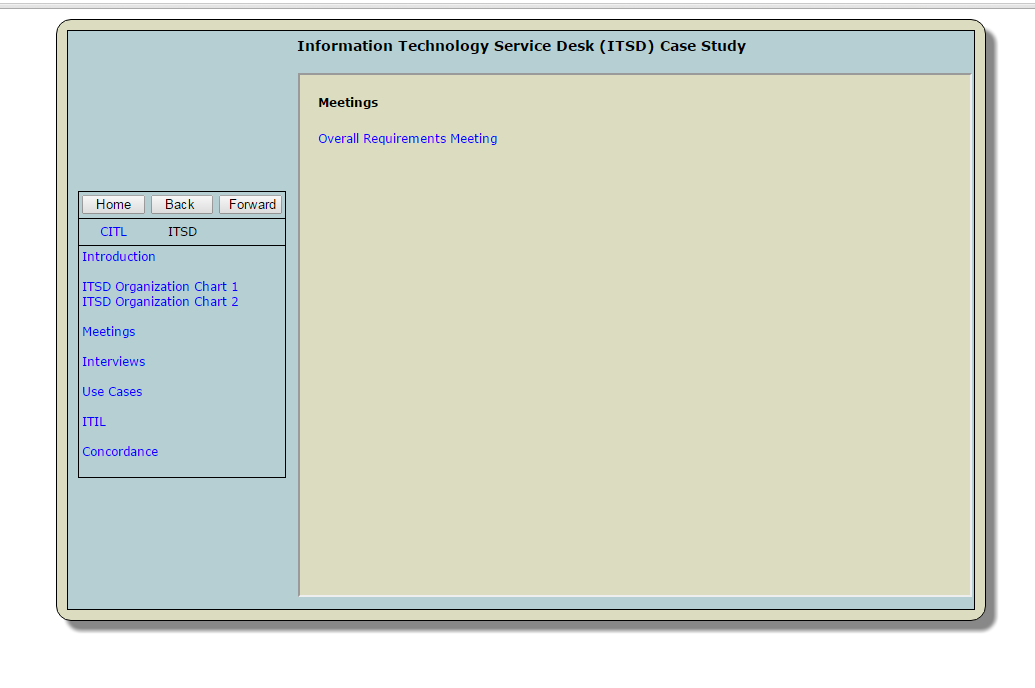 Information Technology Service Desk (ITSD) Case Study
Home Back Forward
CITL ITSD
Introduction
ITSD Organization Chart 1
ITSD Organization Chart 2
Meetings
Interviews
Use Cases
ITIL
Concordance
Meetings
Overall Requirements Meeting